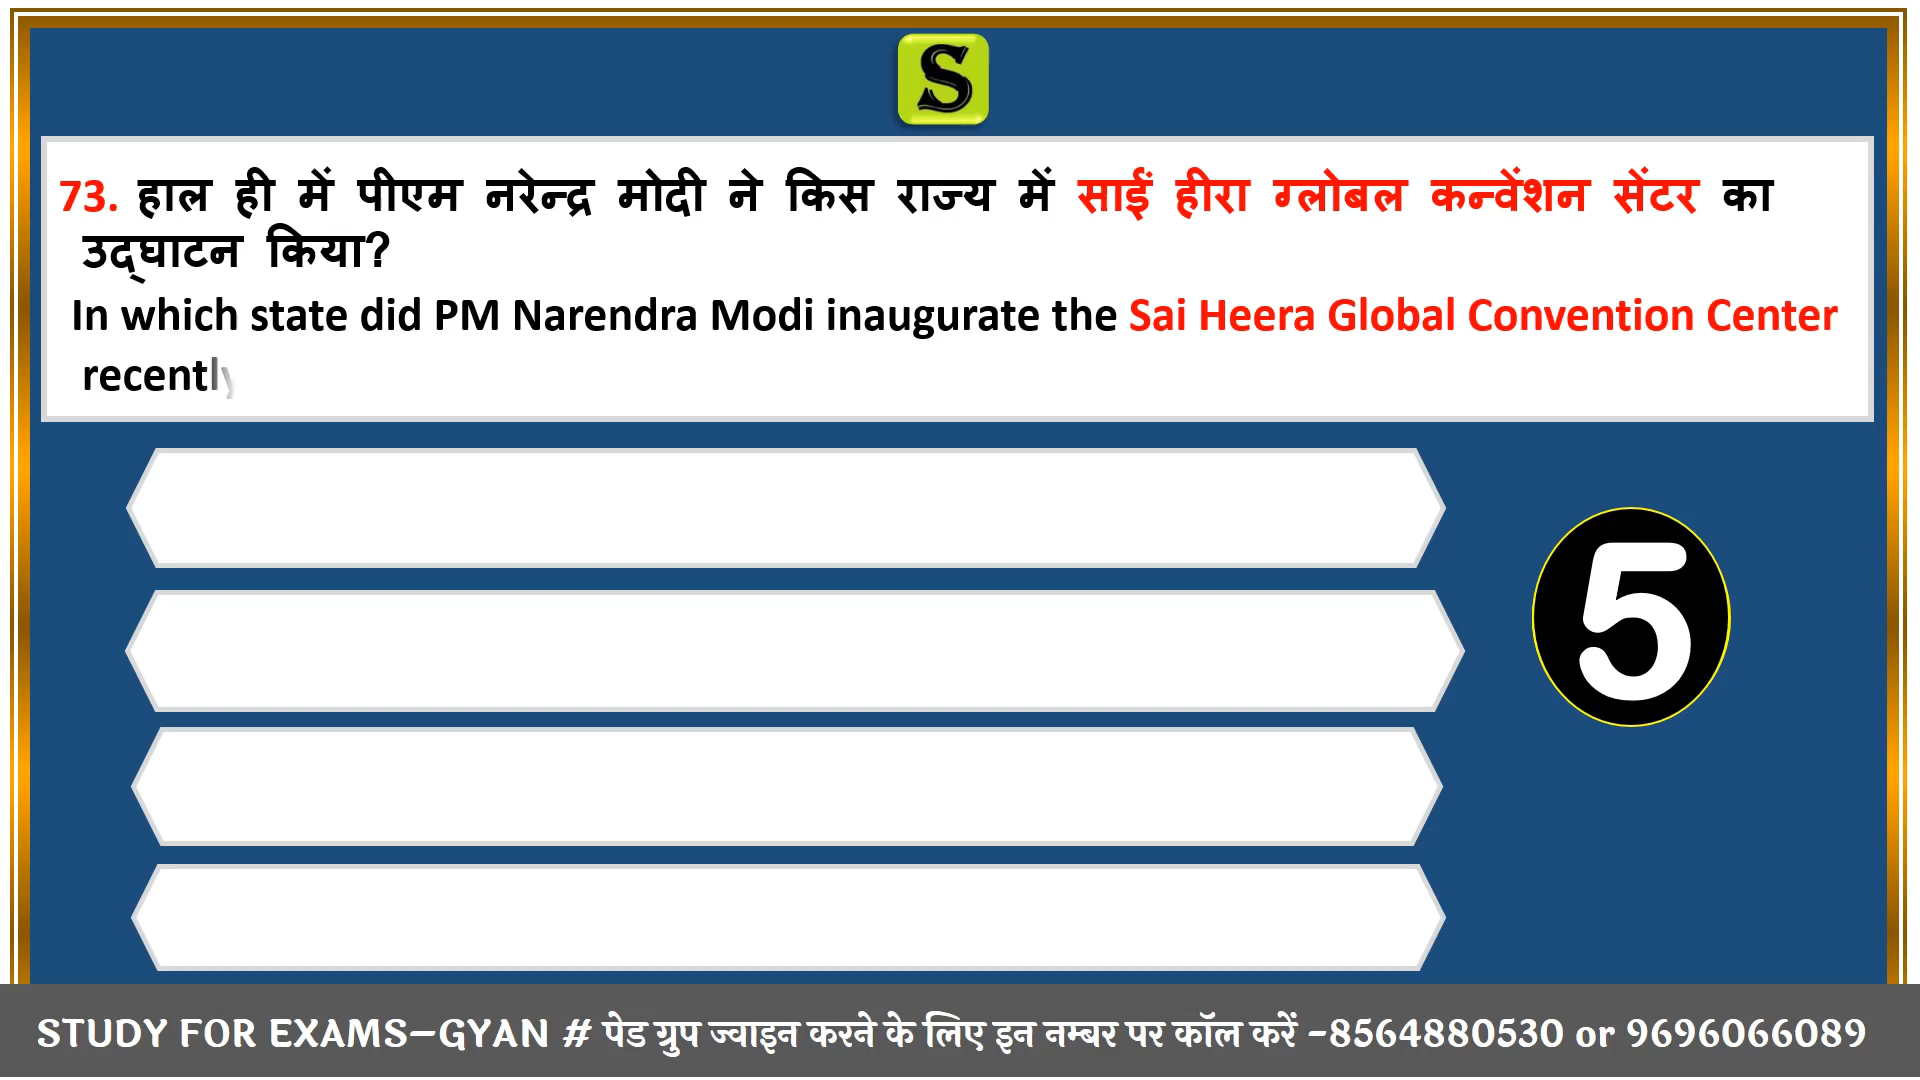 S
73. हाल ही में पीएम नरेन्द्र मोदी ने किस राज्य में साईं हीरा ग्लोबल कन्वेंशन सेंटर का
उद्घाटन किया?
In which state did PM Narendra Modi inaugurate the Sai Heera Global Convention Center
recently
5
STUDY FOR EXAMS–GYAN # पेड ग्रुप ज्वाइन करने के लिए इन नम्बर पर कॉल करें -8564880530 or 9696066089